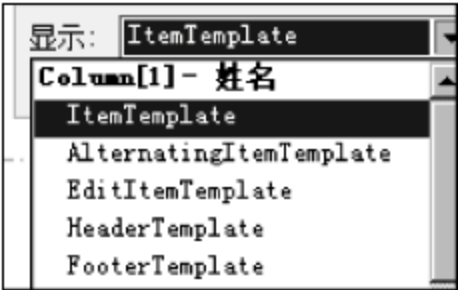 显示: ItemTemplate
Column[1]- 姓名
ItemTemplate
AlternatingItemTemplate
EditItemTemplate
HeaderTemplate
FooterTemplate